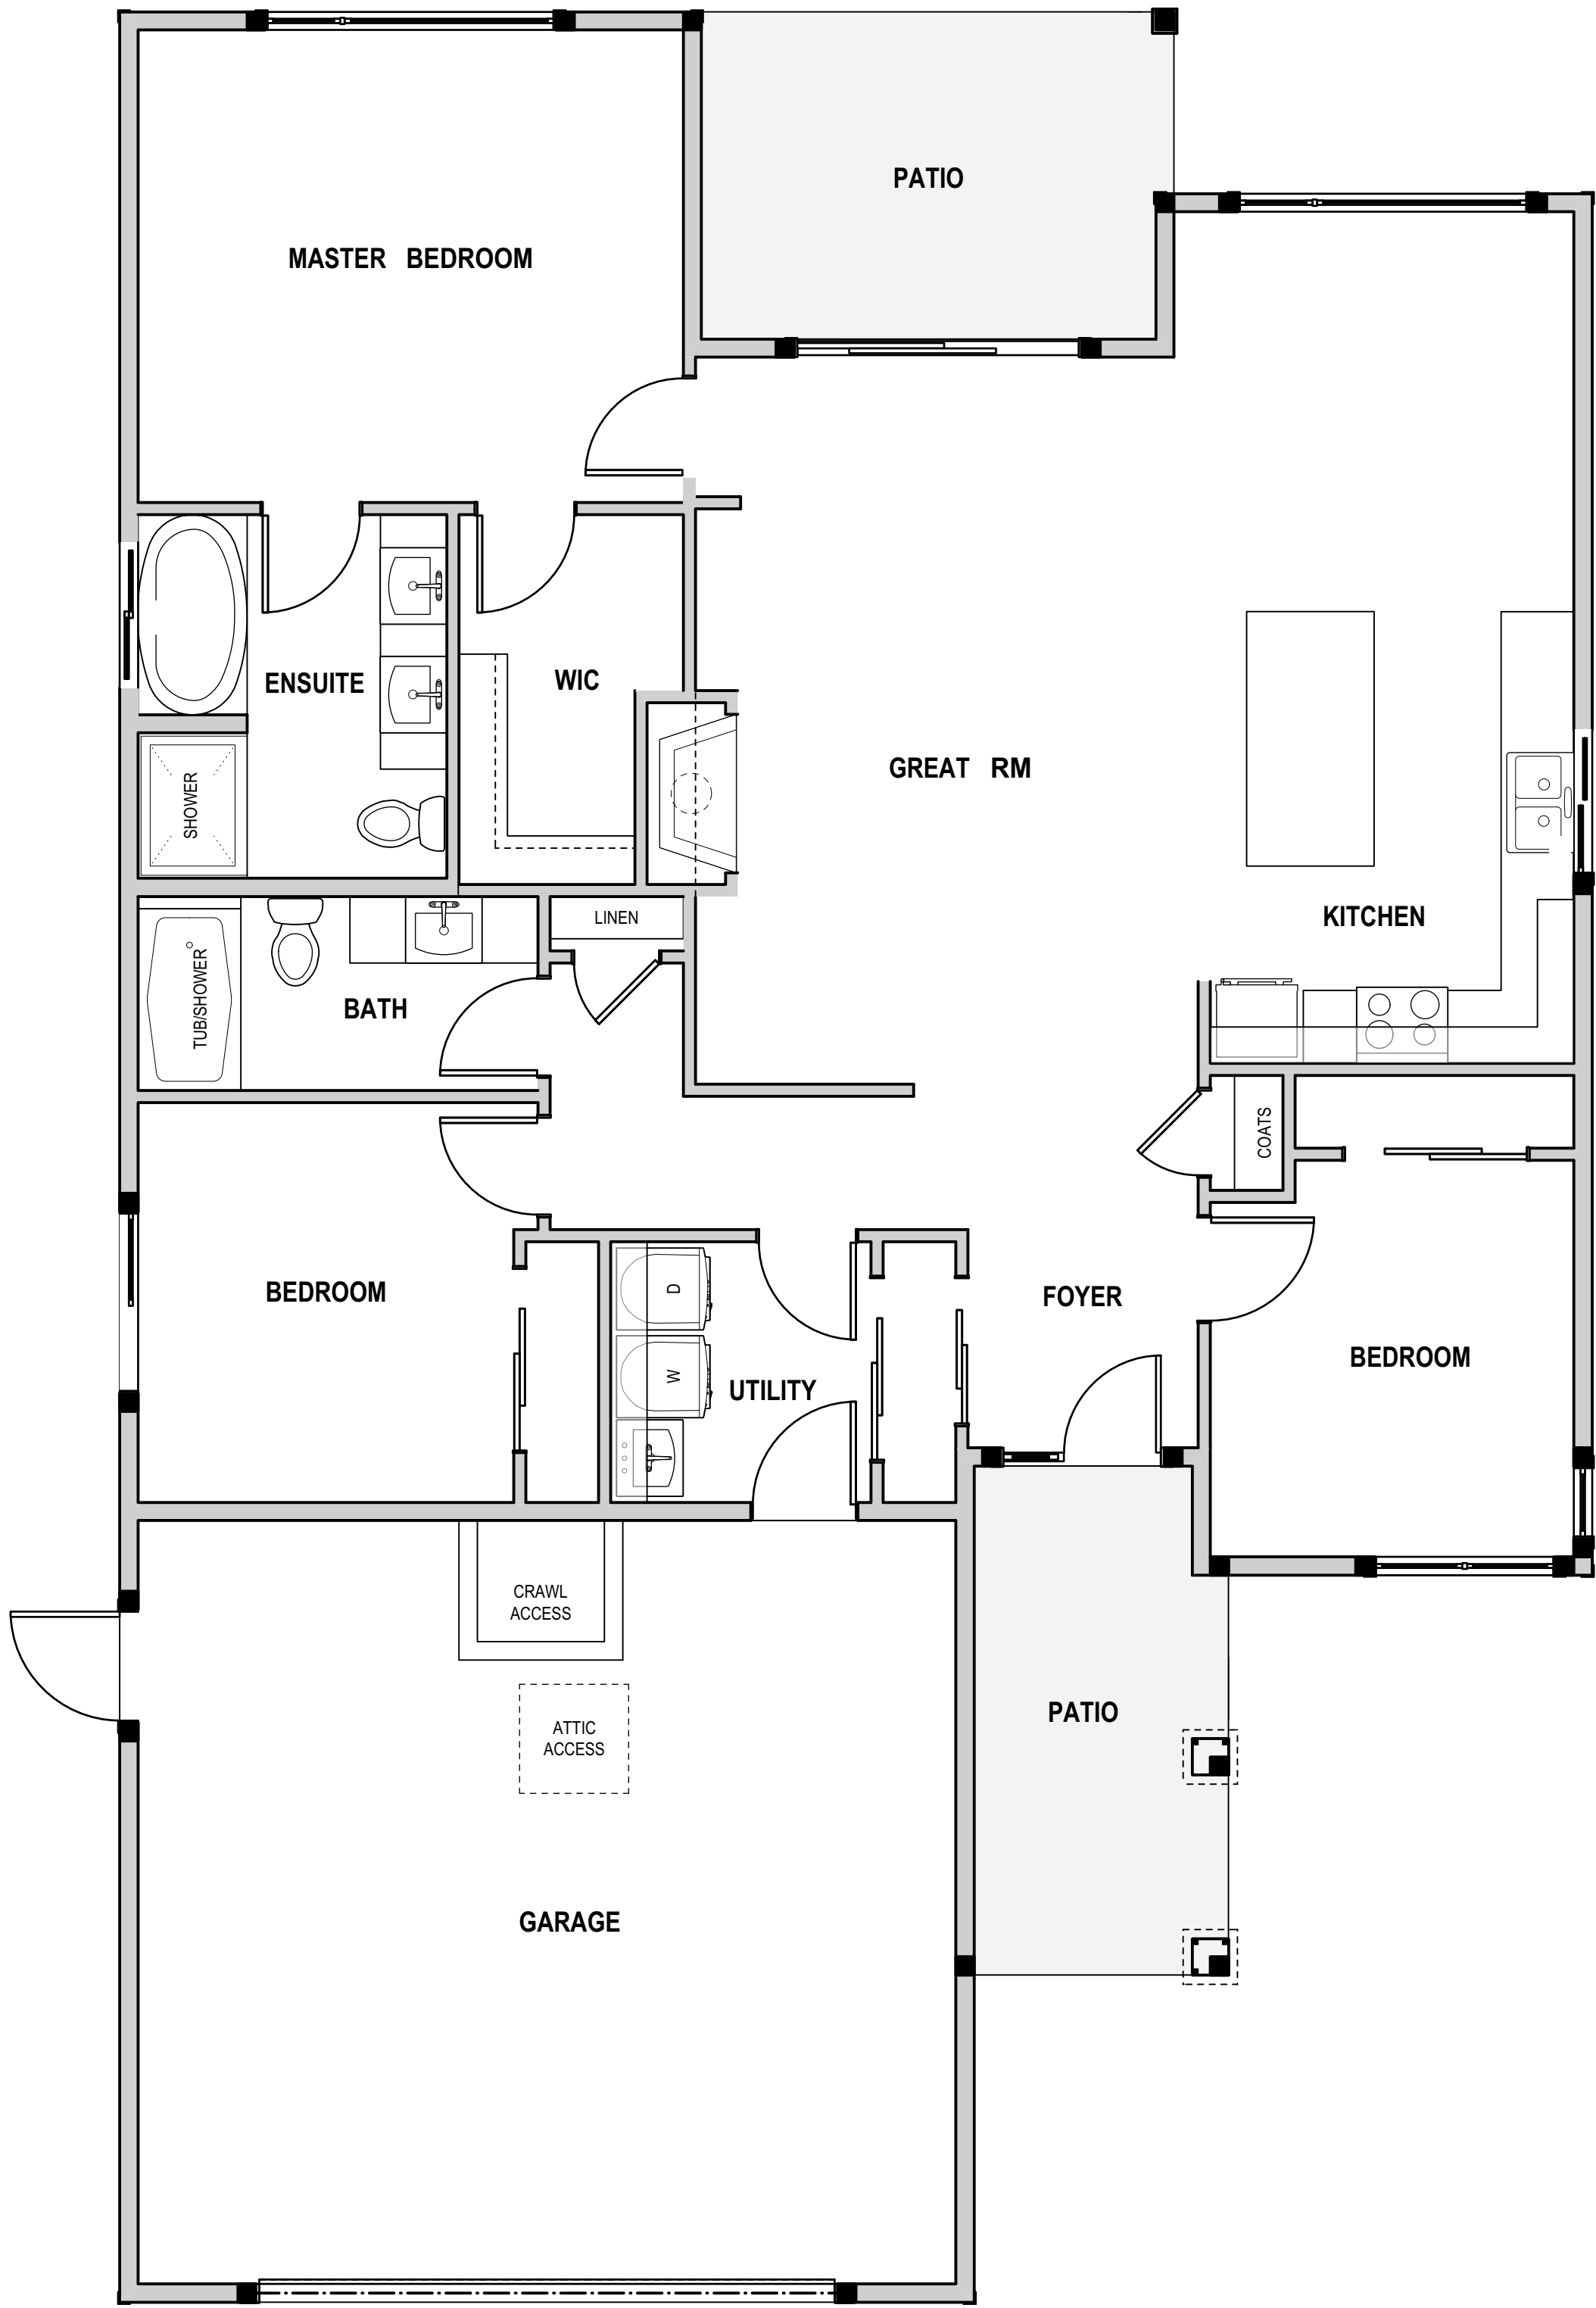 PATIO
MASTER BEDROOM
ENSUITE
WIC
SHOWER
GREAT RM
KITCHEN
LINEN
TUB/SHOWER
BATH
COATS
BEDROOM
D
FOYER
BEDROOM
W
UTILITY
CRAWL
ACCESS
PATIO
ATTIC
ACCESS
GARAGE